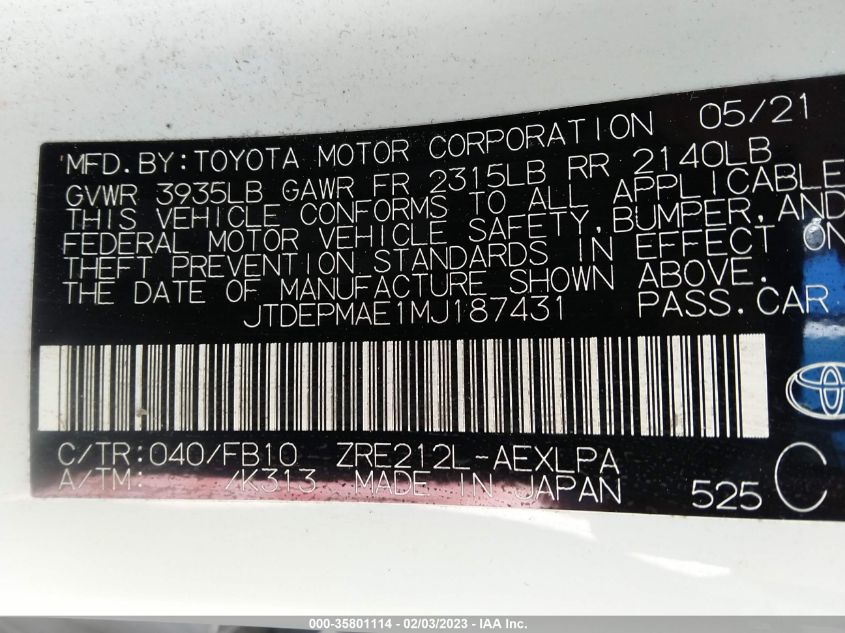 MFD.BY:TOYOTA MOTOR CORPORATION 05/21
GVWR 3935LB GAWR FR 2315LB RR 2140LB
THIS VEHICLE CONFORMS TO ALL APPLICABLE
FEDERAL MOTOR VEHICLE SAFETY, BUMPER, AND
THEFT PREVENTION STANDARDS IN EFFECT ON
THE DATE OF MANUFACTURE SHOWN ABOVE.
JTDEPMAE1MJ187431 PASS.CAR
C/TR:040/FB10 ZRE212L-AEXLPA
A/TM: /K313 MADE IN JAPAN 525 C
000-35801114 - 02/03/2023 - IAA Inc.